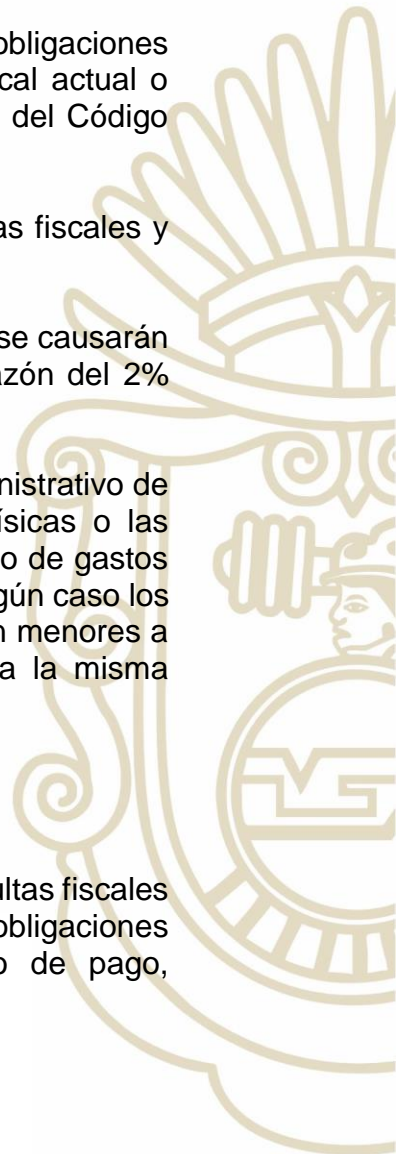 obligaciones
cal actual o
del Código
as fiscales y
se causarán
azón del 2%
nistrativo de
ísicas o las
o de gastos
gún caso los
n menores a
a la misma
ultas fiscales
obligaciones
o de pago,